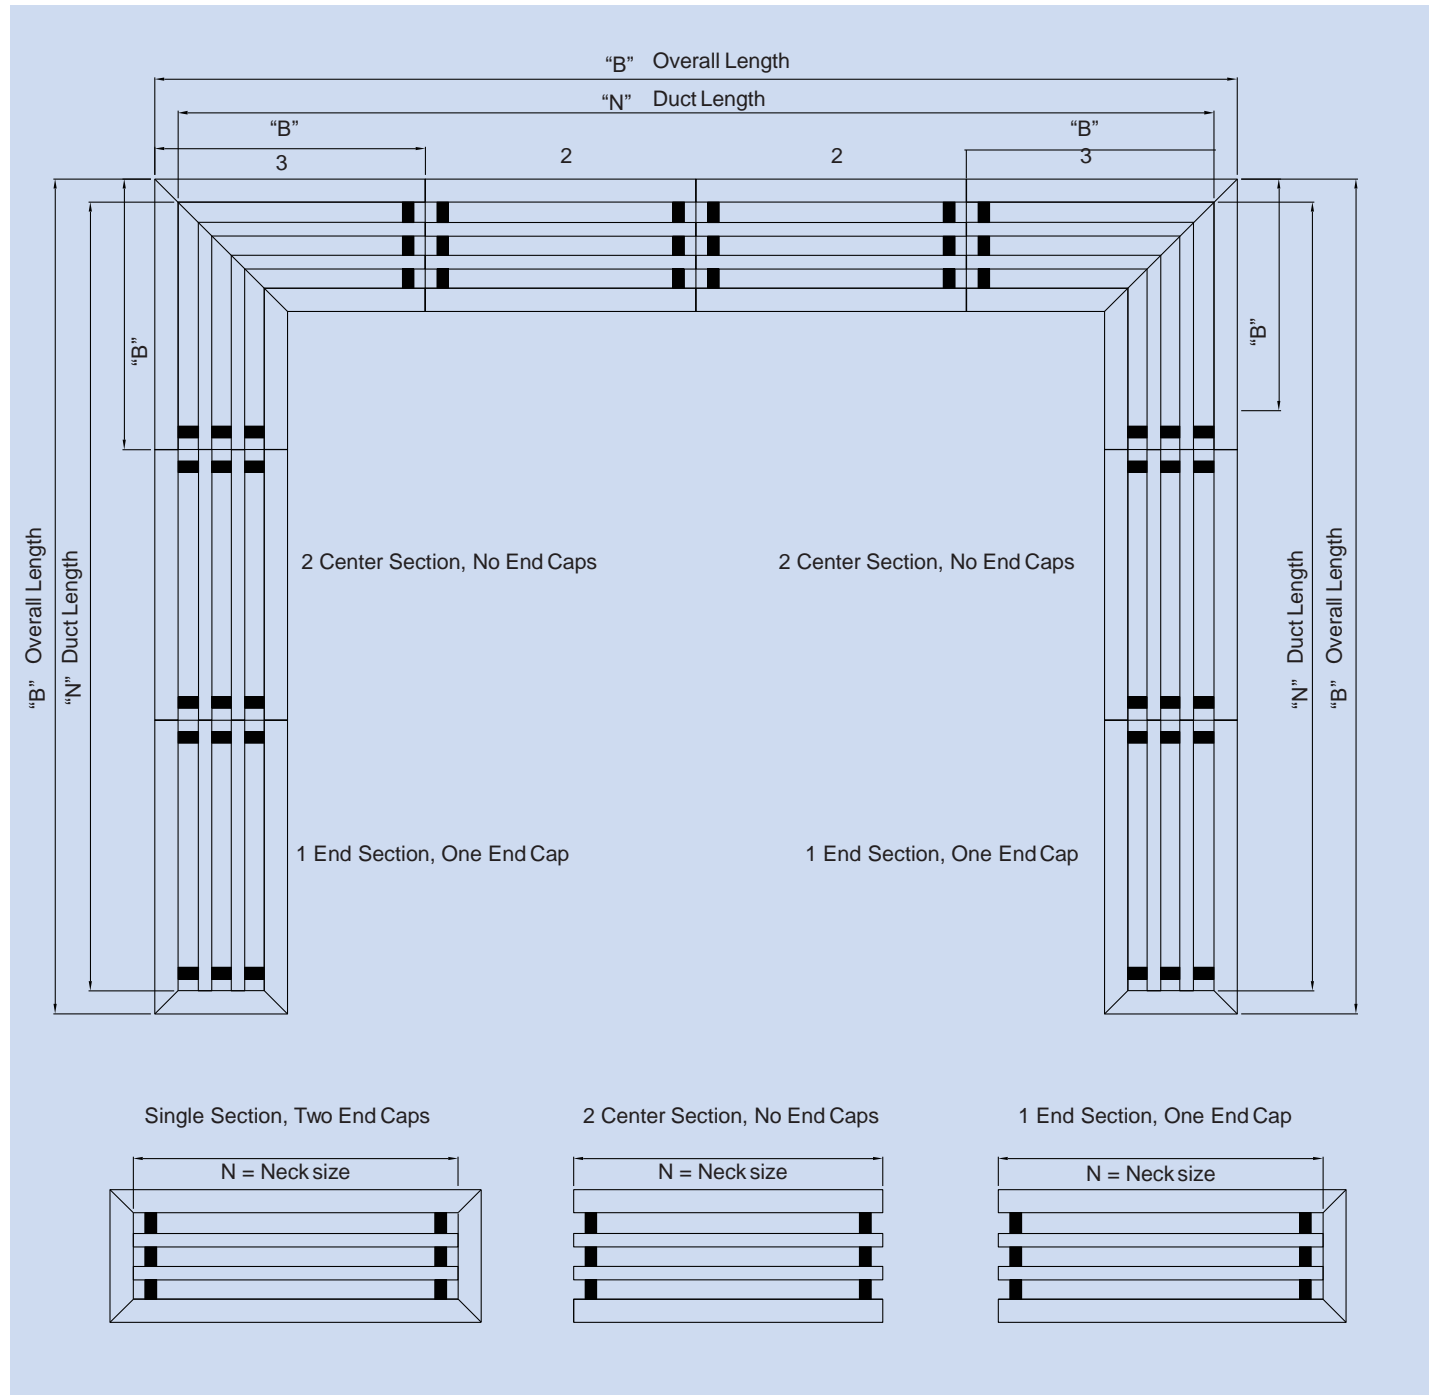 “B” Overall Length
“N” Duct Length
“B” “B”
3 2 2 3
“B” “B”
“B” Overall Length
“N” Duct Length
2 Center Section, No End Caps
2 Center Section, No End Caps
“N” Duct Length
“B” Overall Length
1 End Section, One End Cap
1 End Section, One End Cap
Single Section, Two End Caps
2 Center Section, No End Caps
1 End Section, One End Cap
N = Neck size
N = Neck size
N = Neck size